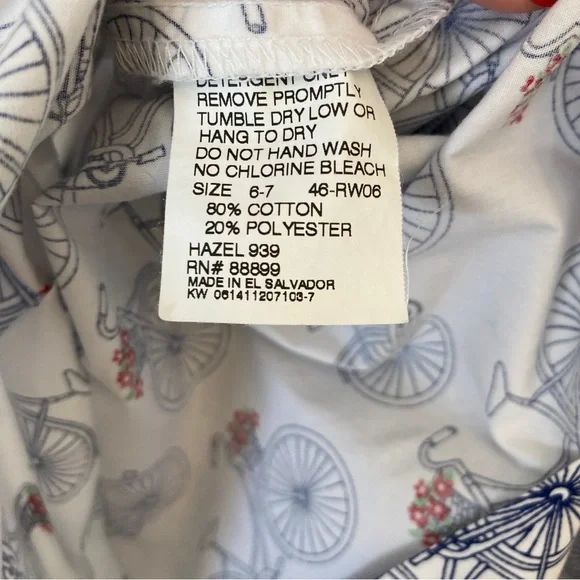 DETERGENT ONLY
REMOVE PROMPTLY
TUMBLE DRY LOW OR
HANG TO DRY
DO NOT HAND WASH
NO CHLORINE BLEACH
SIZE 6-7 46-RW06
80% COTTON
20% POLYESTER
HAZEL 939
RN# 88899
MADE IN EL SALVADOR
KW 061411207103-7